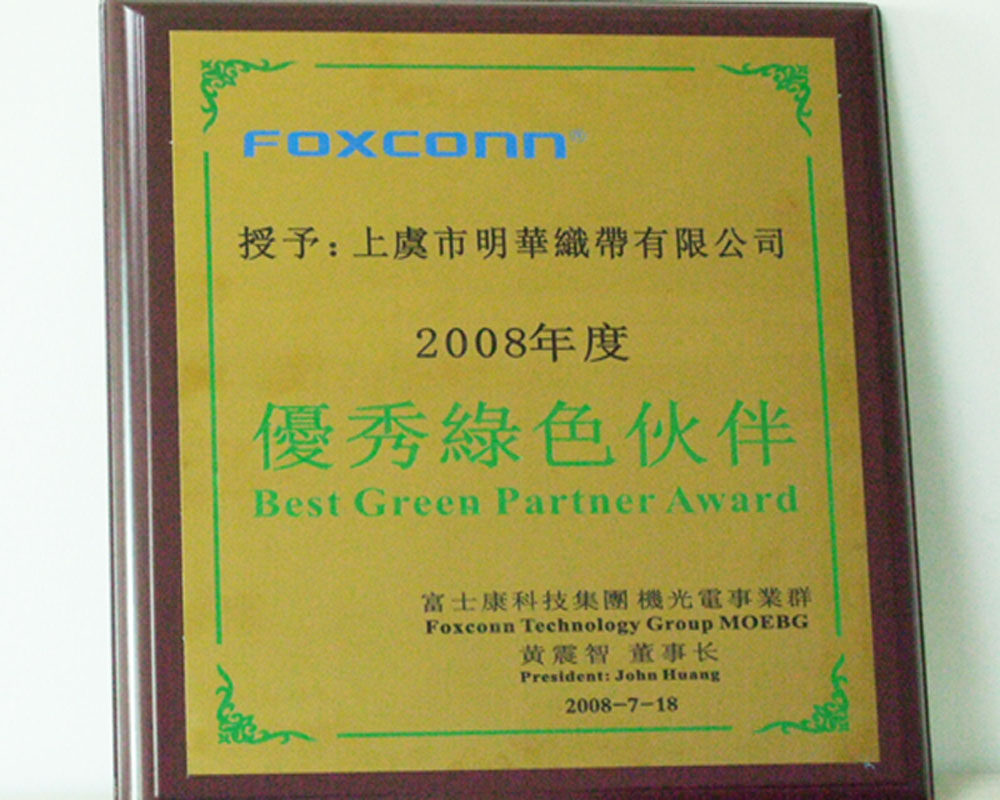 FOXCONN®
授予：上虞市明華織帶有限公司
2008年度
優秀綠色伙伴
Best Green Partner Award
富士康科技集團 機光電事業群
Foxconn Technology Group MOEBG
黃震智 董事长
President: John Huang
2008-7-18